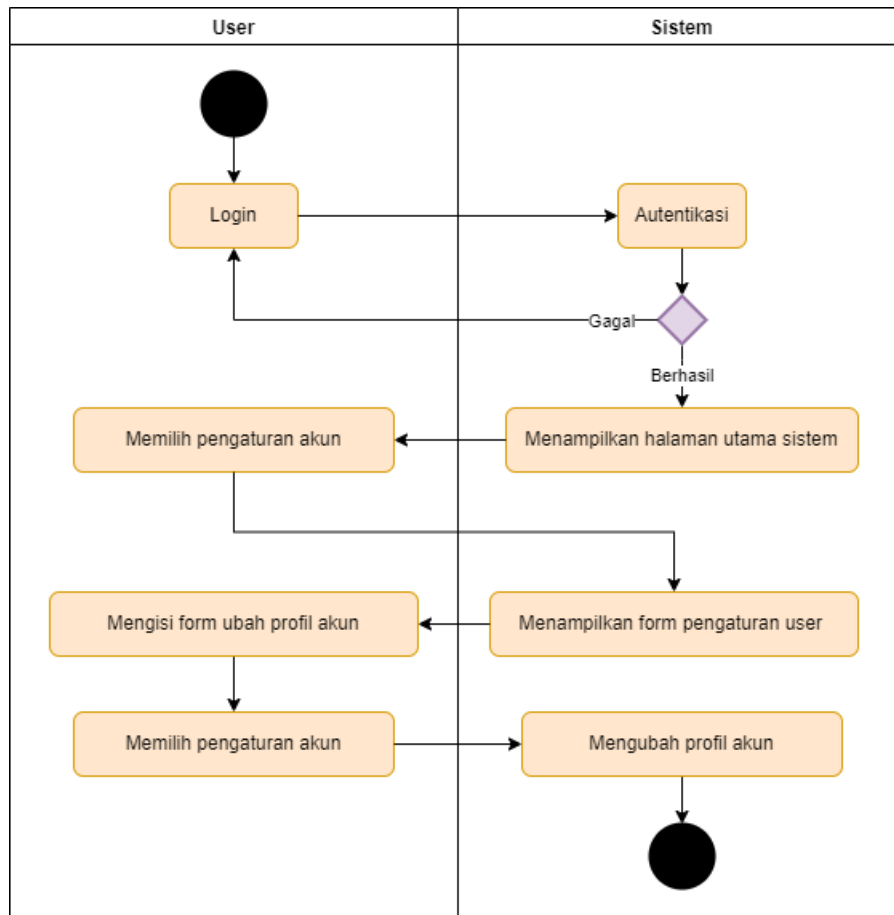 User
Sistem
Login
Autentikasi
Gagal
Berhasil
Memilih pengaturan akun
Menampilkan halaman utama sistem
Mengisi form ubah profil akun
Menampilkan form pengaturan user
Memilih pengaturan akun
Mengubah profil akun